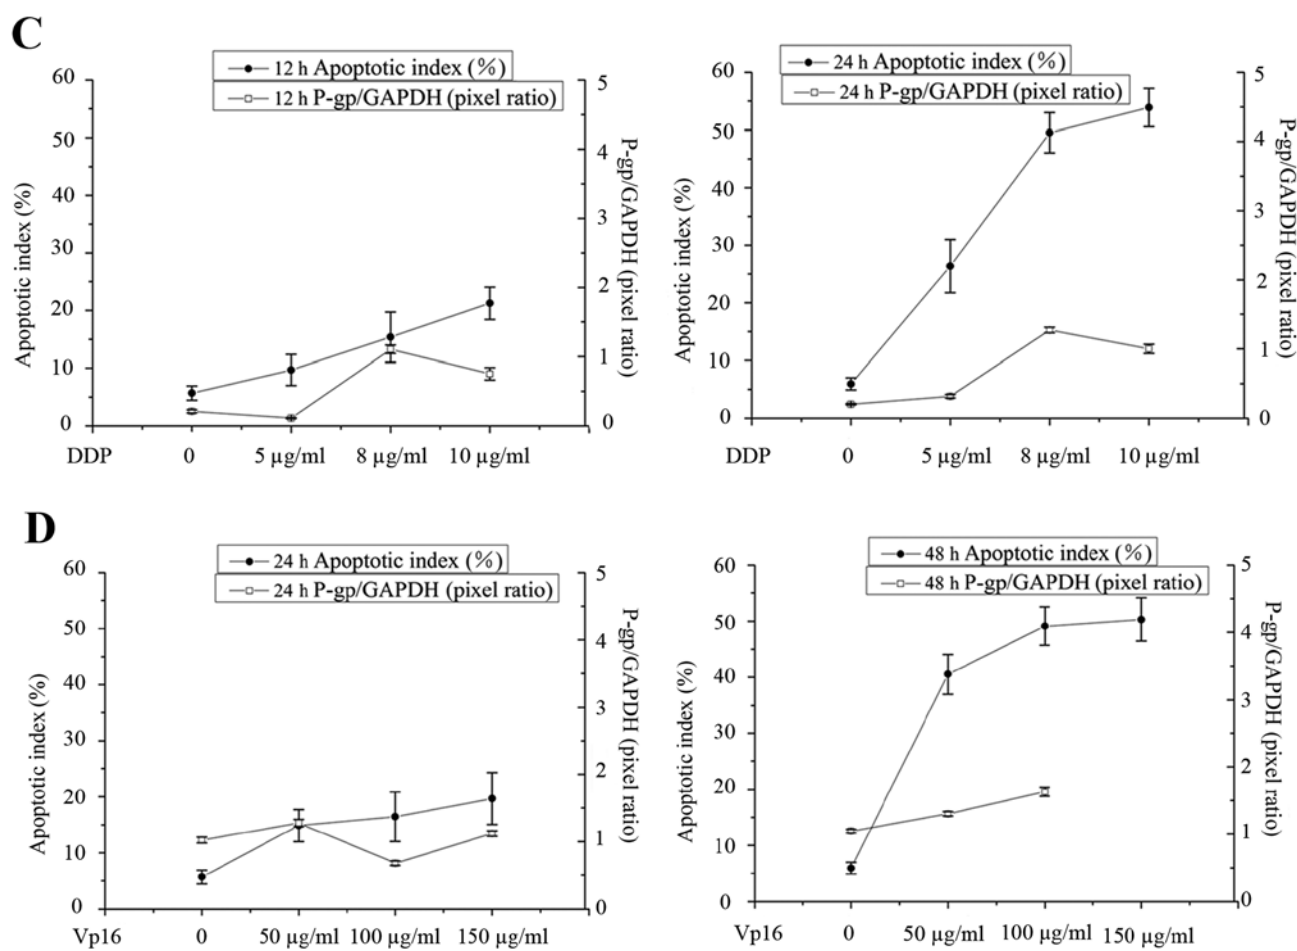 C
12 h Apoptotic index (%)
12 h P-gp/GAPDH (pixel ratio)
60
50
40
30
20
10
0
Apoptotic index (%)
5
4
3
2
1
0
P-gp/GAPDH (pixel ratio)
DDP 0 5 µg/ml 8 µg/ml 10 µg/ml
24 h Apoptotic index (%)
24 h P-gp/GAPDH (pixel ratio)
60
50
40
30
20
10
0
Apoptotic index (%)
5
4
3
2
1
0
P-gp/GAPDH (pixel ratio)
DDP 0 5 µg/ml 8 µg/ml 10 µg/ml
D
24 h Apoptotic index (%)
24 h P-gp/GAPDH (pixel ratio)
60
50
40
30
20
10
0
Apoptotic index (%)
5
4
3
2
1
0
P-gp/GAPDH (pixel ratio)
Vp16 0 50 µg/ml 100 µg/ml 150 µg/ml
48 h Apoptotic index (%)
48 h P-gp/GAPDH (pixel ratio)
60
50
40
30
20
10
0
Apoptotic index (%)
5
4
3
2
1
0
P-gp/GAPDH (pixel ratio)
Vp16 0 50 µg/ml 100 µg/ml 150 µg/ml